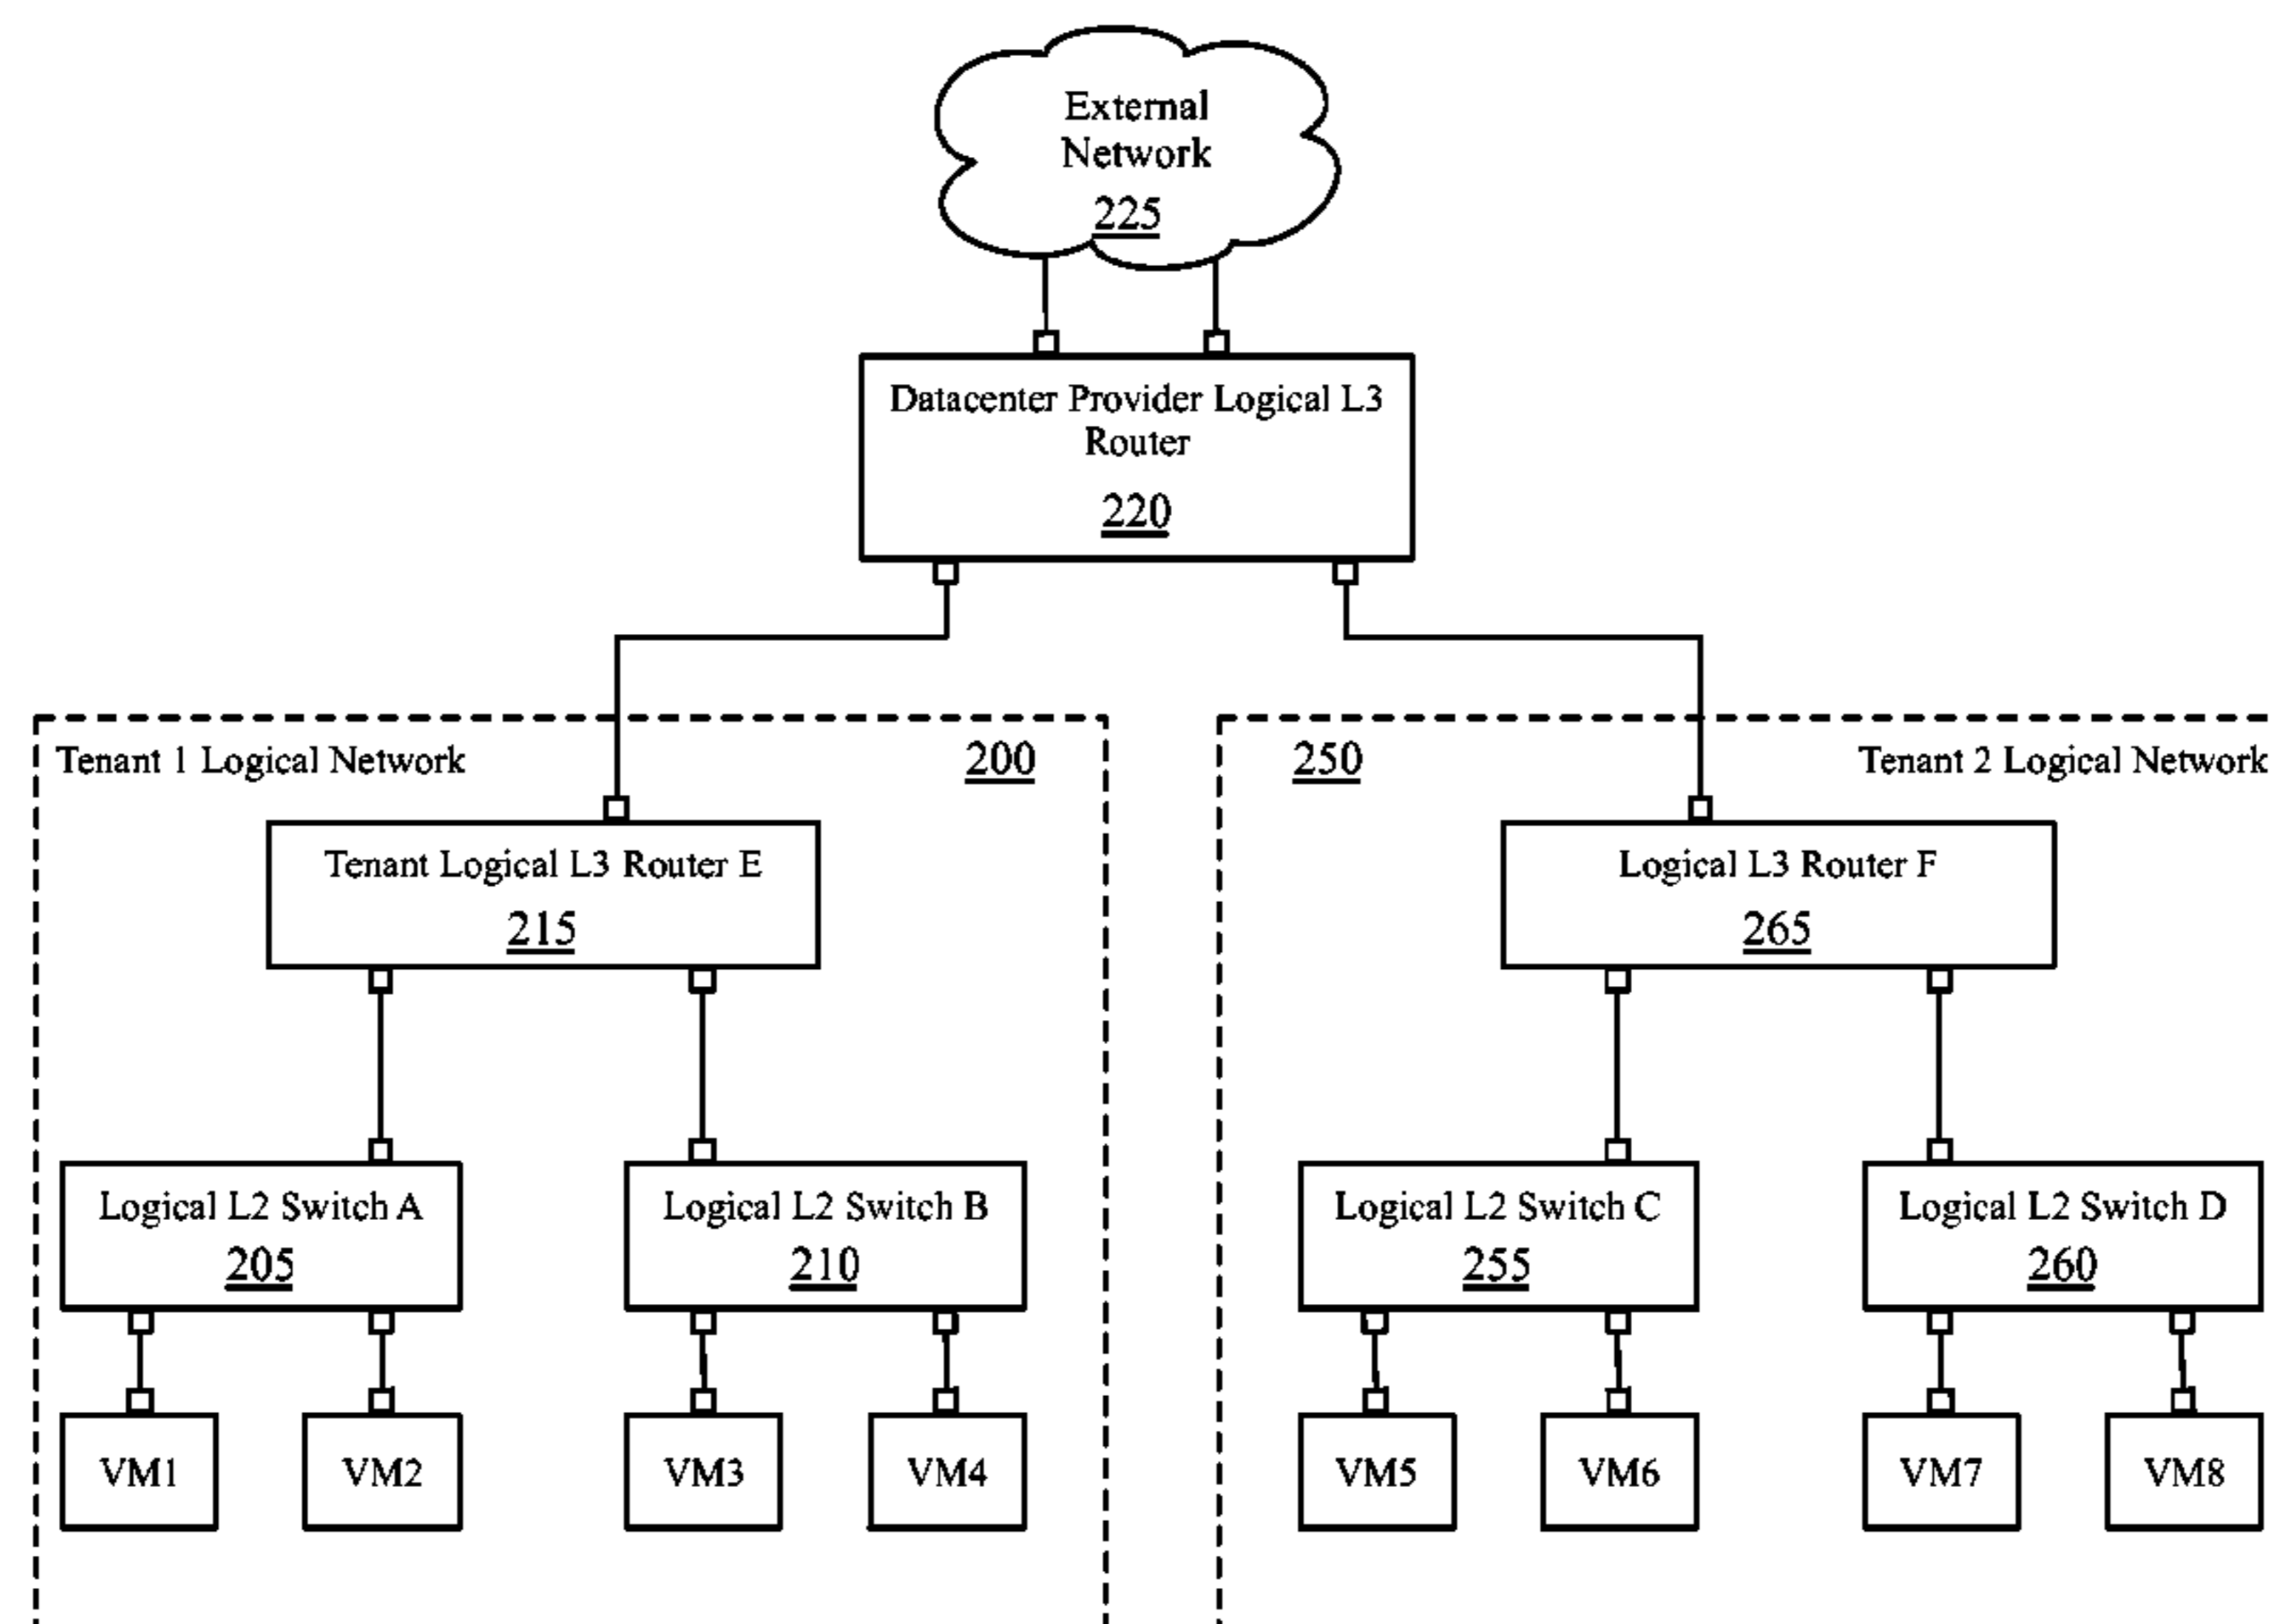 External
Network
225
Datacenter Provider Logical L3
Router
220
Tenant 1 Logical Network
200
250
Tenant 2 Logical Network
Tenant Logical L3 Router E
215
Logical L3 Router F
265
Logical L2 Switch A
205
Logical L2 Switch B
210
Logical L2 Switch C
255
Logical L2 Switch D
260
VM1
VM2
VM3
VM4
VM5
VM6
VM7
VM8